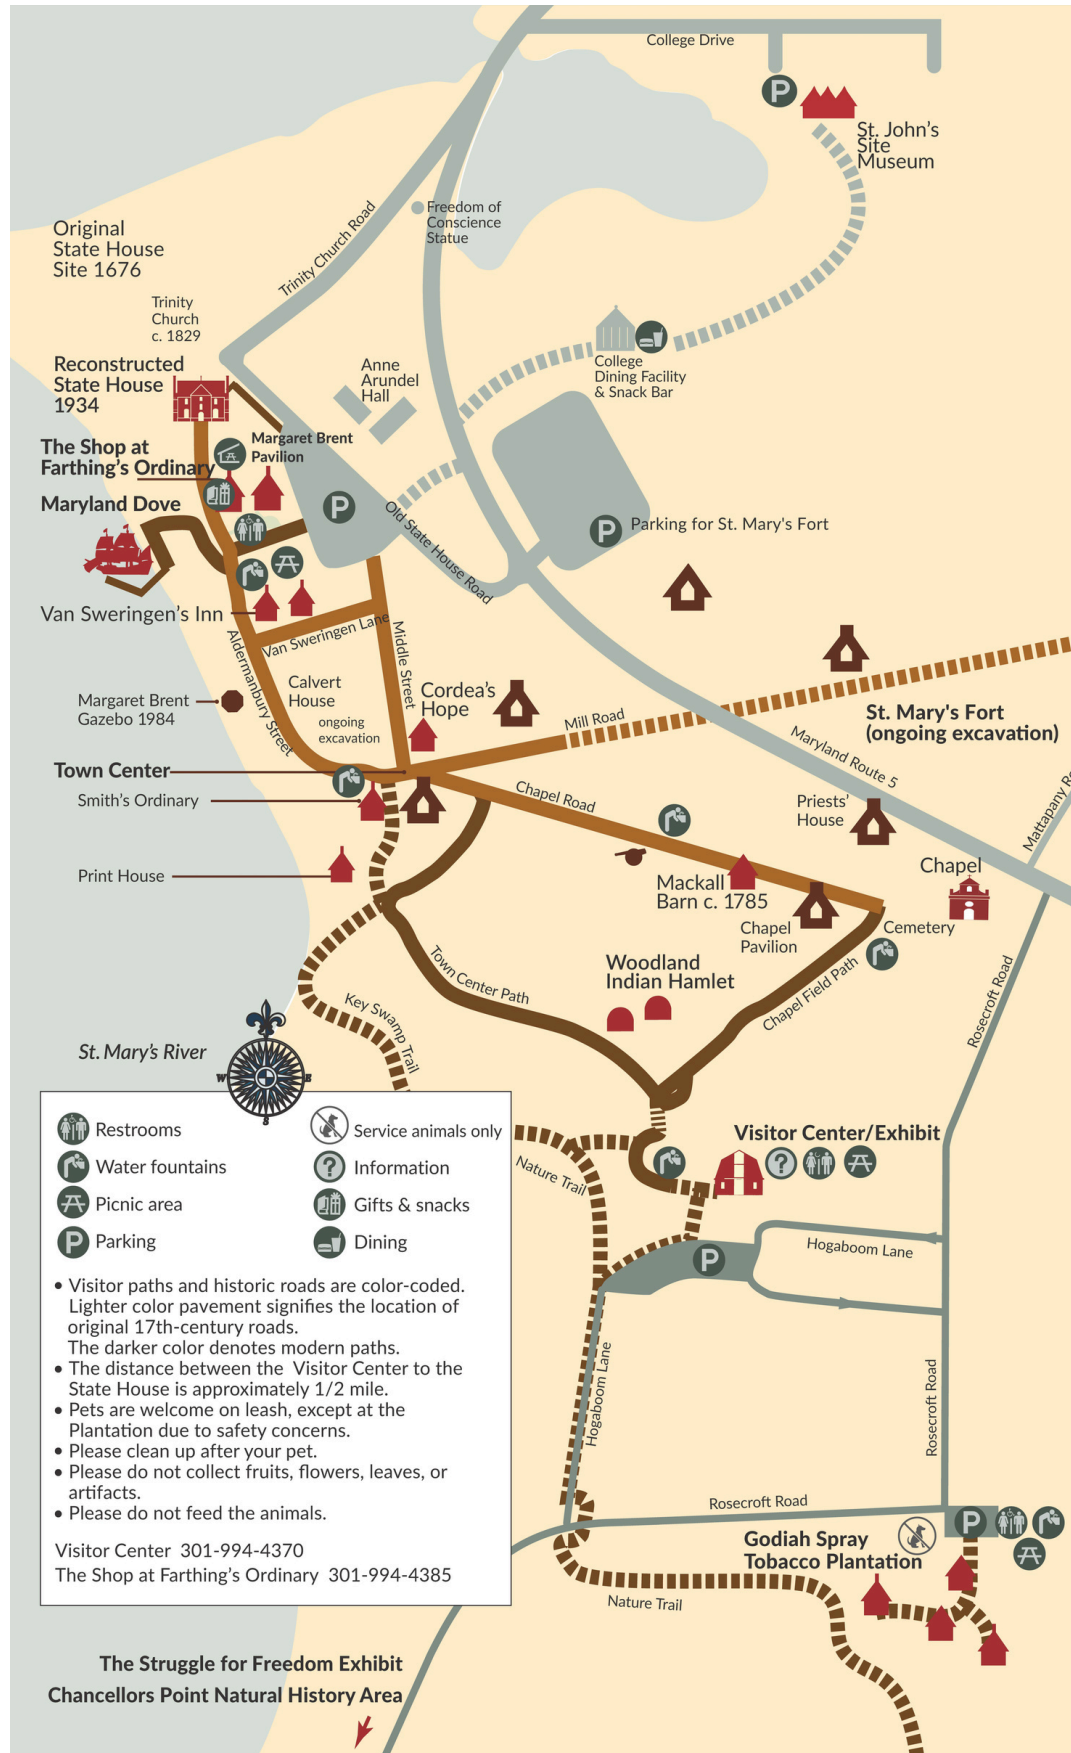 College Drive
P
St. John's
Site
Museum
Freedom of
Conscience
Statue
Trinity Church Road
Original
State House
Site 1676
Trinity
Church
c. 1829
Reconstructed
State House
1934
Anne
Arundel
Hall
College
Dining Facility
& Snack Bar
The Shop at
Farthing's Ordinary
Margaret Brent
Pavilion
Maryland Dove
P
Old State House Road
P
Parking for St. Mary's Fort
Van Sweringen's Inn
Van Sweringen Lane
Aldermanbury Street
Middle Street
Margaret Brent
Gazebo 1984
Calvert
House
ongoing
excavation
Cordea's
Hope
Mill Road
St. Mary's Fort
(ongoing excavation)
Maryland Route 5
Town Center
Smith's Ordinary
Chapel Road
Priests'
House
Mattapany Ro
Print House
Mackall
Barn c. 1785
Chapel
Chapel
Pavilion
Cemetery
Town Center Path
Woodland
Indian Hamlet
Chapel Field Path
Rosecroft Road
Key Swamp
Trail
St. Mary's River
W
E
S
Restrooms
Service animals only
Water fountains
? Information
Picnic area
Gifts & snacks
P Parking
Dining
• Visitor paths and historic roads are color-coded.
Lighter color pavement signifies the location of
original 17th-century roads.
The darker color denotes modern paths.
• The distance between the Visitor Center to the
State House is approximately 1/2 mile.
• Pets are welcome on leash, except at the
Plantation due to safety concerns.
• Please clean up after your pet.
• Please do not collect fruits, flowers, leaves, or
artifacts.
• Please do not feed the animals.
Visitor Center 301-994-4370
The Shop at Farthing's Ordinary 301-994-4385
Visitor Center/Exhibit
?
Nature Trail
P
Hogaboom Lane
Hogaboom Lane
Rosecroft Road
Rosecroft Road
P
Godiah Spray
Tobacco Plantation
Nature Trail
The Struggle for Freedom Exhibit
Chancellors Point Natural History Area